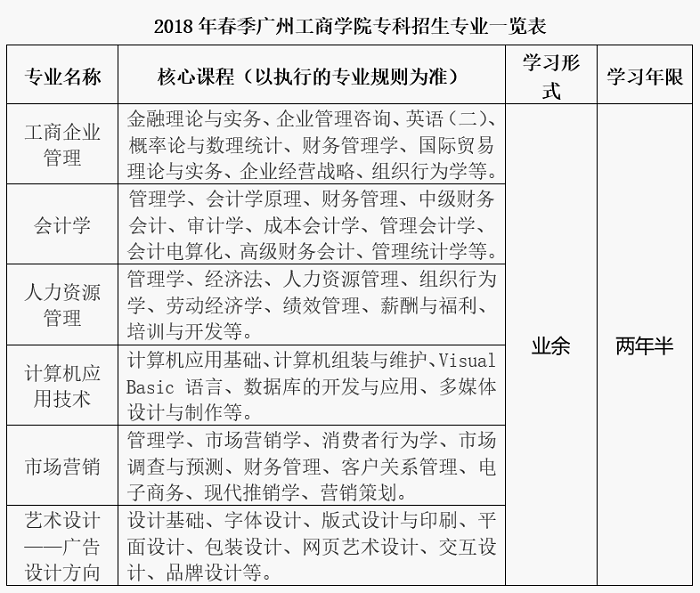 2018 年春季广州工商学院专科招生专业一览表
专业名称
核心课程（以执行的专业规则为准）
学习形
式
学习年限
工商企业
管理
金融理论与实务、企业管理咨询、英语（二）、
概率论与数理统计、财务管理学、国际贸易
理论与实务、企业经营战略、组织行为学等。
会计学
管理学、会计学原理、财务管理、中级财务
会计、审计学、成本会计学、管理会计学、
会计电算化、高级财务会计、管理统计学等。
人力资源
管理
管理学、经济法、人力资源管理、组织行为
学、劳动经济学、绩效管理、薪酬与福利、
培训与开发等。
计算机应
用技术
计算机应用基础、计算机组装与维护、Visual
Basic 语言、数据库的开发与应用、多媒体
设计与制作等。
市场营销
管理学、市场营销学、消费者行为学、市场
调查与预测、财务管理、客户关系管理、电
子商务、现代推销学、营销策划。
艺术设计
——广告
设计方向
设计基础、字体设计、版式设计与印刷、平
面设计、包装设计、网页艺术设计、交互设
计、品牌设计等。
业余
两年半